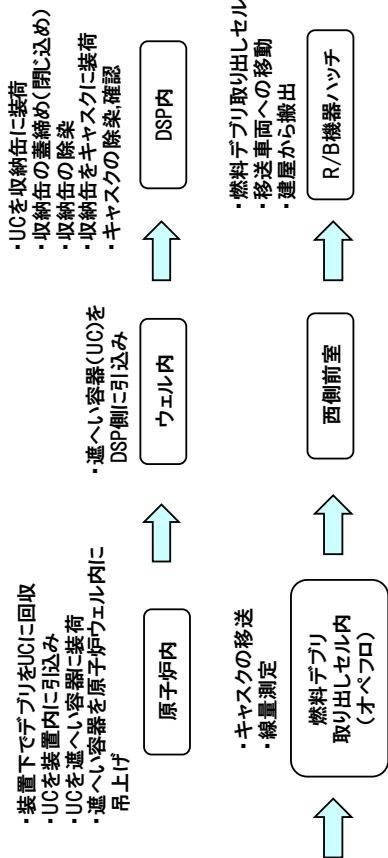 ・装置下でデブリをUCに回収
・UCを装置内に引込み
・UCを遮へい容器に装荷
・遮へい容器を原子炉ウェル内に
吊上げ
原子炉内
・遮へい容器(UC)を
DSP側に引込み
ウェル内
・UCを収納缶に装荷
・収納缶の蓋締め(閉じ込め)
・収納缶の除染
・収納缶をキャスクに装荷
・キャスクの除染,確認
DSP内
・キャスクの移送
・線量測定
燃料デブリ
取り出しセル内
(オペフロ)
西側前室
・燃料デブリ取り出しセル
・移送車両への移動
・建屋から搬出
R/B機器ハッチ